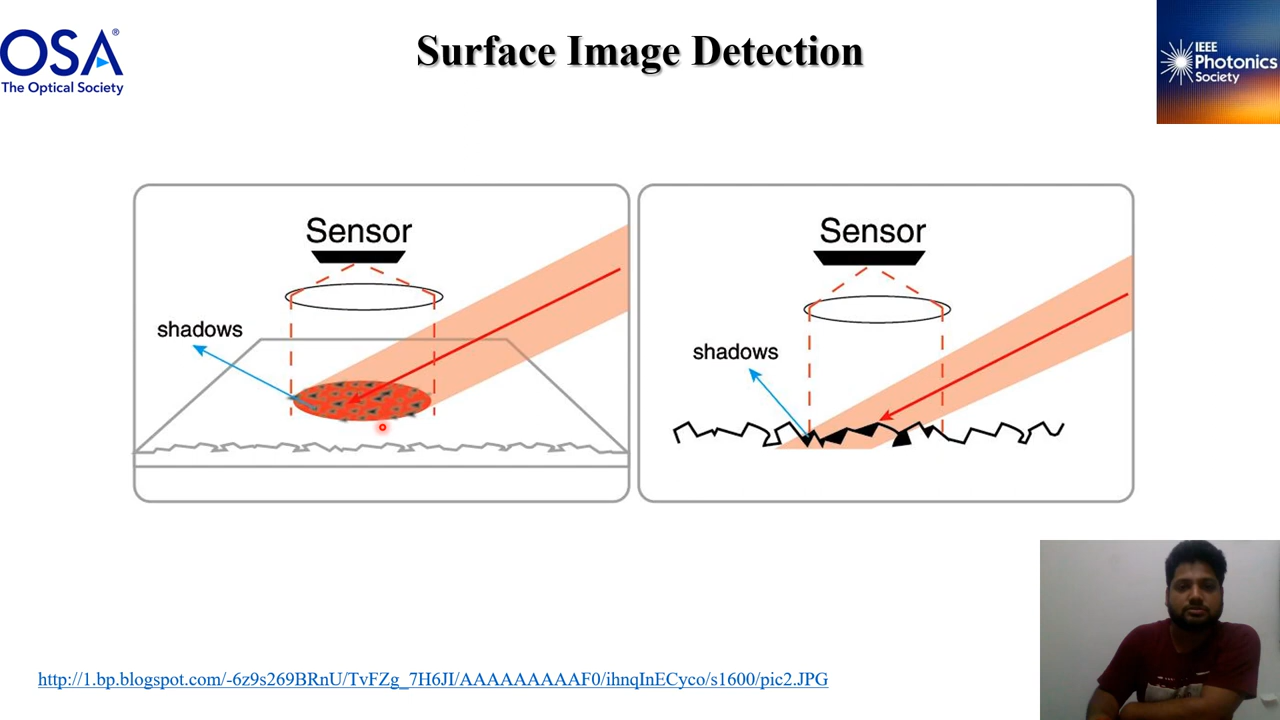 OSA®
The Optical Society
Surface Image Detection
IEEE
Photonics
Society
Sensor
shadows
Sensor
shadows
http://1.bp.blogspot.com/-6z9s269BRnU/TvFZg_7H6JI/AAAAAAAAAF0/ihnqInECyco/s1600/pic2.JPG